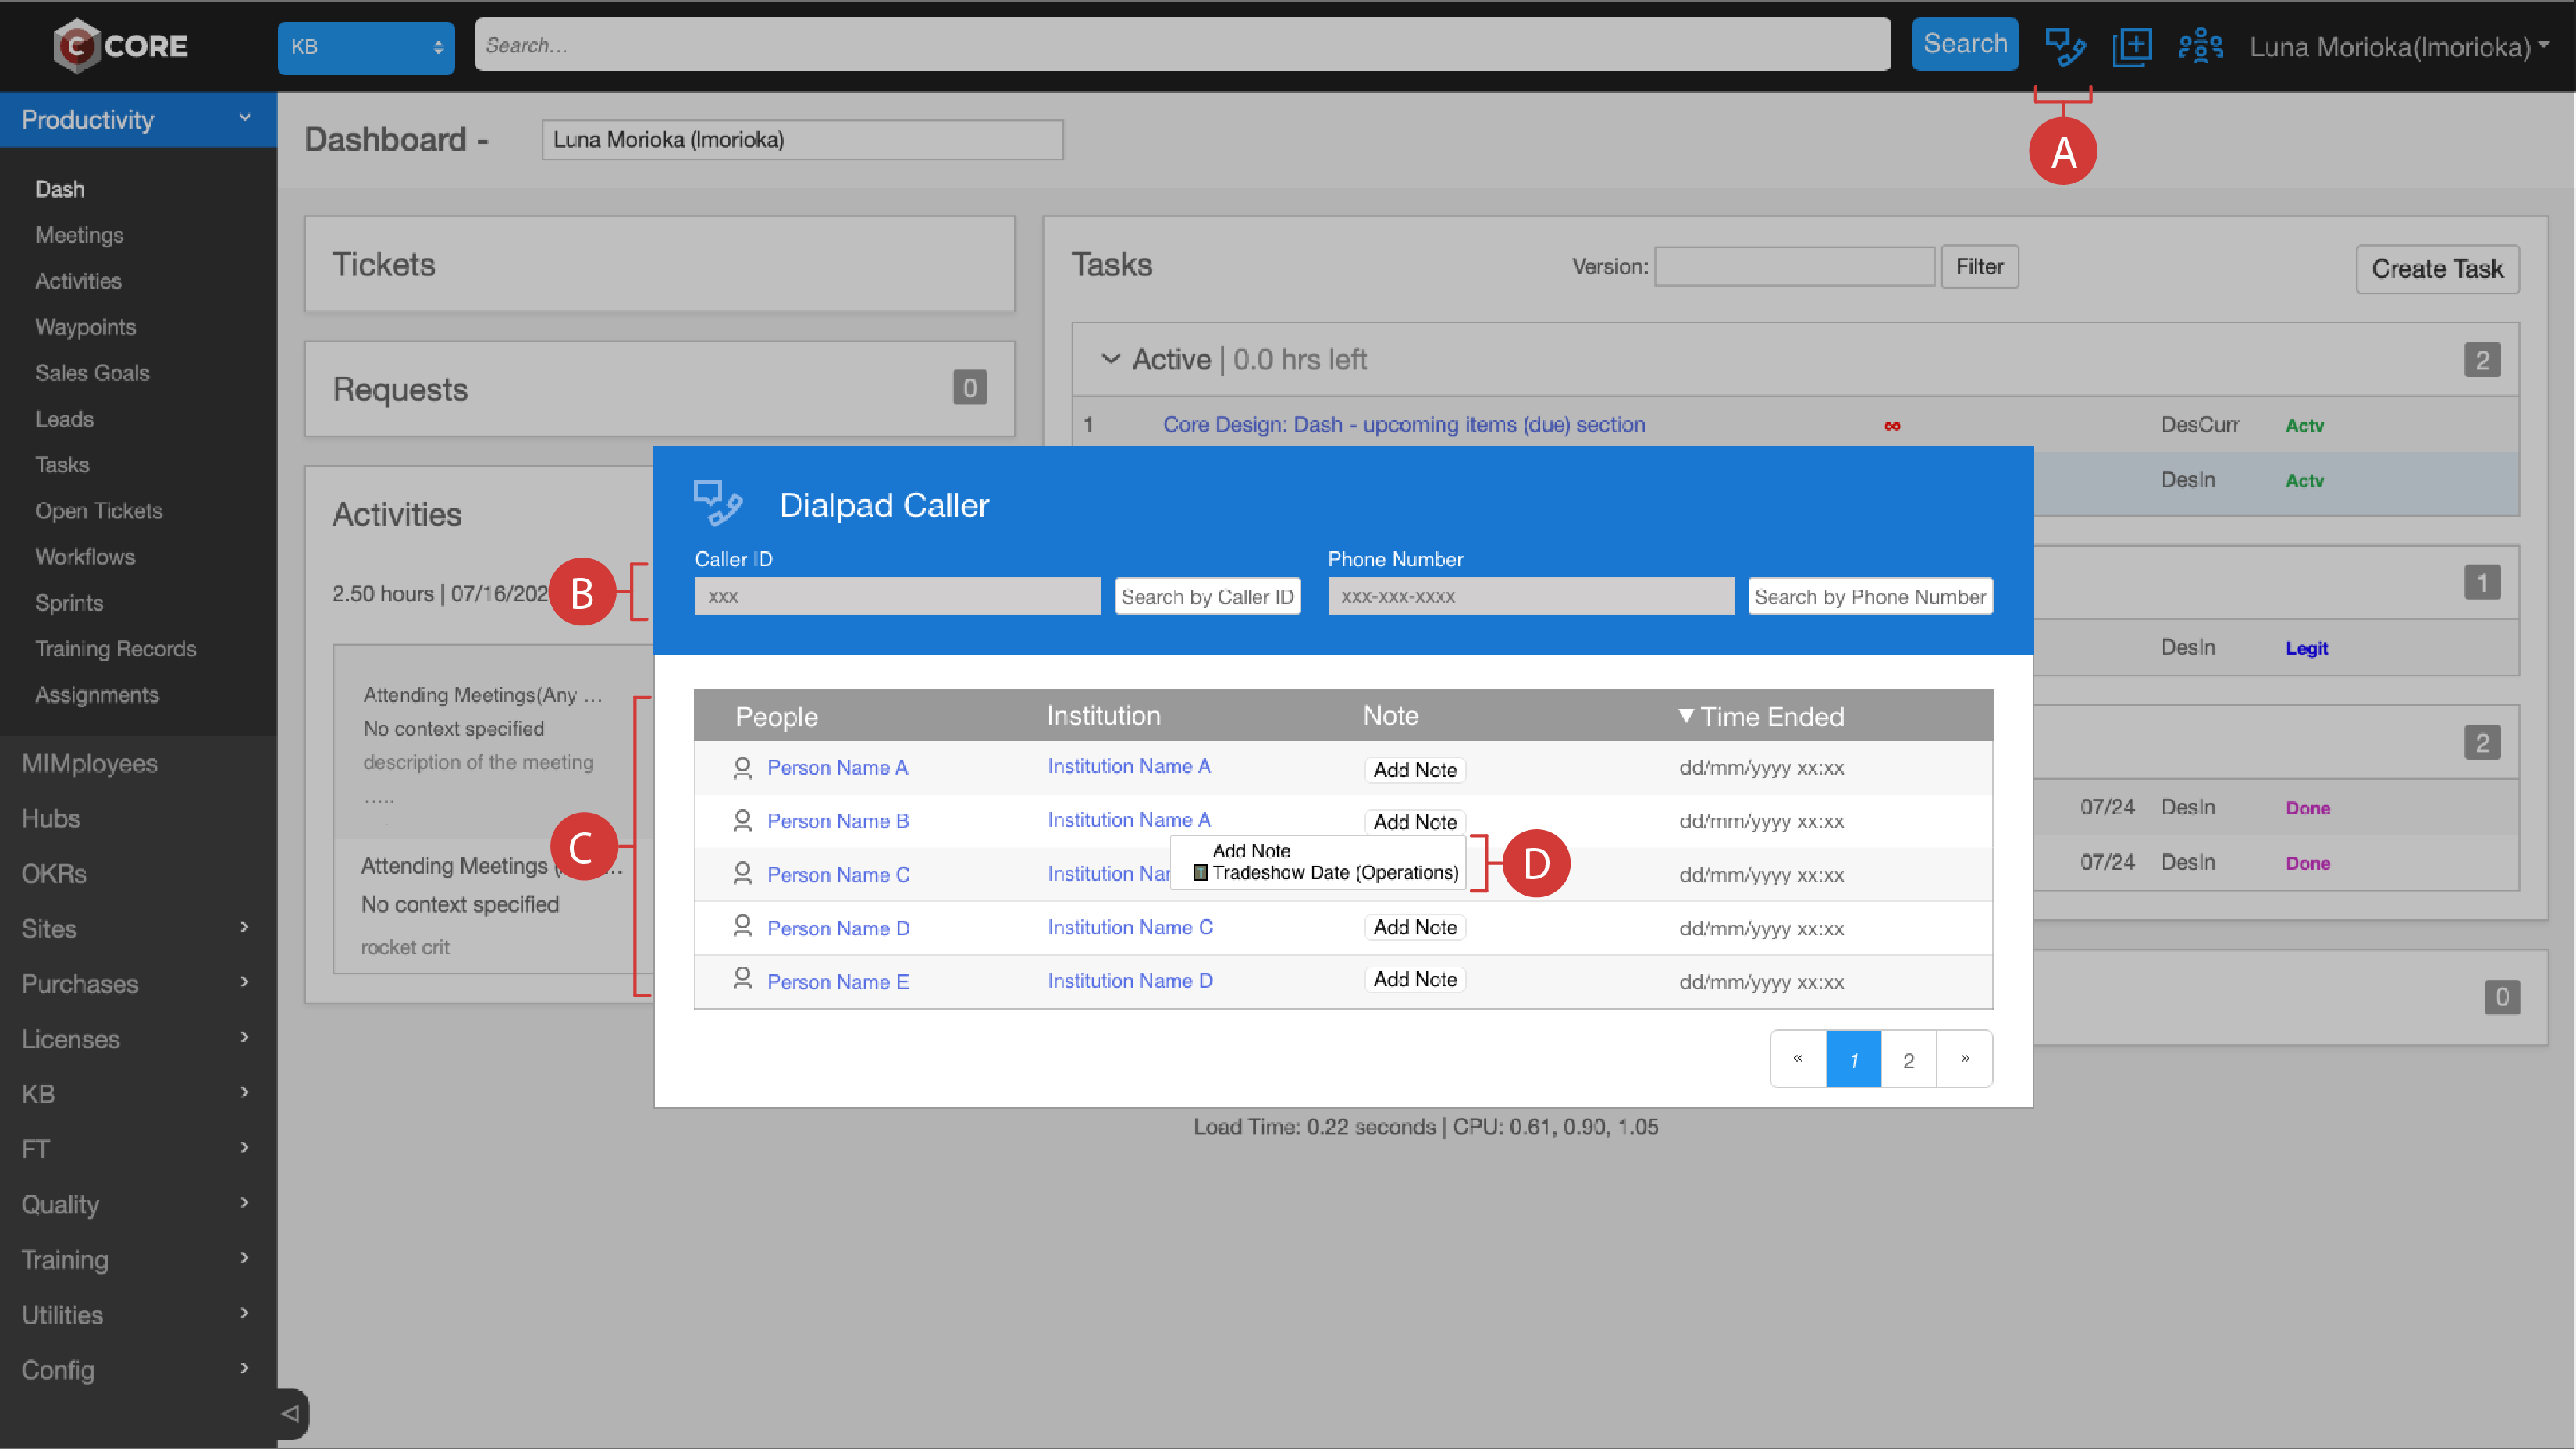 C CORE
KB
Search...
Search
Luna Morioka(lmorioka)
A
Productivity
Dash
Meetings
Activities
Waypoints
Sales Goals
Leads
Tasks
Open Tickets
Workflows
Sprints
Training Records
Assignments
MIMployees
Hubs
OKRs
Sites
Purchases
Licenses
KB
FT
Quality
Training
Utilities
Config
Dashboard -
Luna Morioka (lmorioka)
Tickets
Requests
0
Activities
2.50 hours | 07/16/202
Attending Meetings(Any ...
No context specified
description of the meeting
.....
Attending Meetings
No context specified
rocket crit
Tasks
Version:
Filter
Create Task
Active | 0.0 hrs left
2
1 Core Design: Dash - upcoming items (due) section ∞ DesCurr Actv
DesIn Actv
1
DesIn Legit
2
07/24 DesIn Done
07/24 DesIn Done
0
Dialpad Caller
B
Caller ID
xxx
Search by Caller ID
Phone Number
xxx-xxx-xxxx
Search by Phone Number
C
People Institution Note ▼ Time Ended
Person Name A Institution Name A Add Note dd/mm/yyyy xx:xx
Person Name B Institution Name A Add Note dd/mm/yyyy xx:xx
Person Name C Institution Nar dd/mm/yyyy xx:xx
Add Note
Tradeshow Date (Operations)
D
Person Name D Institution Name C Add Note dd/mm/yyyy xx:xx
Person Name E Institution Name D Add Note dd/mm/yyyy xx:xx
« 1 2 »
Load Time: 0.22 seconds | CPU: 0.61, 0.90, 1.05